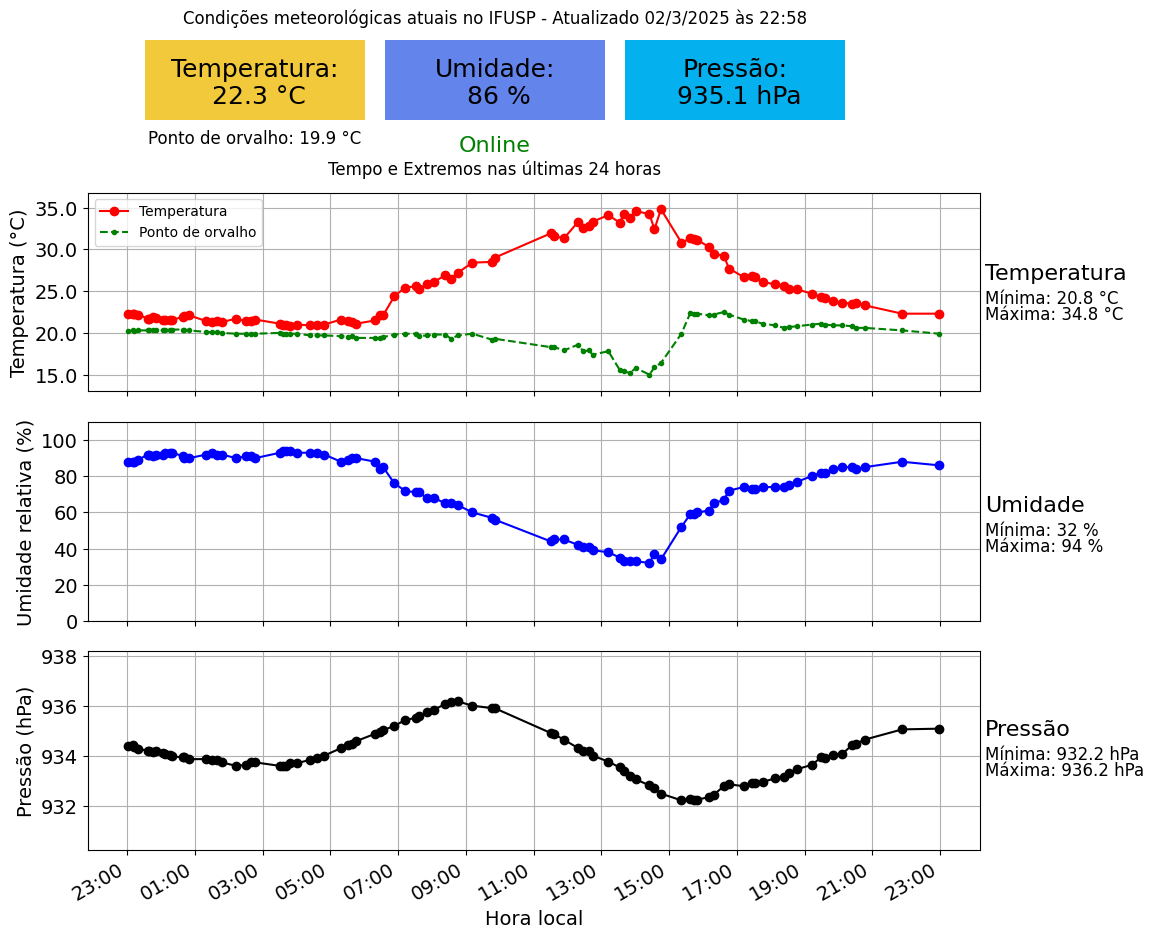 Condições meteorológicas atuais no IFUSP - Atualizado 02/3/2025 às 22:58
Temperatura:
22.3 °C
Umidade:
86 %
Pressão:
935.1 hPa
Ponto de orvalho: 19.9 °C
Online
Tempo e Extremos nas últimas 24 horas
Temperatura (°C)
35.0
30.0
25.0
20.0
15.0
Temperatura
Ponto de orvalho
Temperatura
Mínima: 20.8 °C
Máxima: 34.8 °C
Umidade relativa (%)
100
80
60
40
20
0
Umidade
Mínima: 32 %
Máxima: 94 %
Pressão (hPa)
938
936
934
932
Pressão
Mínima: 932.2 hPa
Máxima: 936.2 hPa
23:00 01:00 03:00 05:00 07:00 09:00 11:00 13:00 15:00 17:00 19:00 21:00 23:00
Hora local